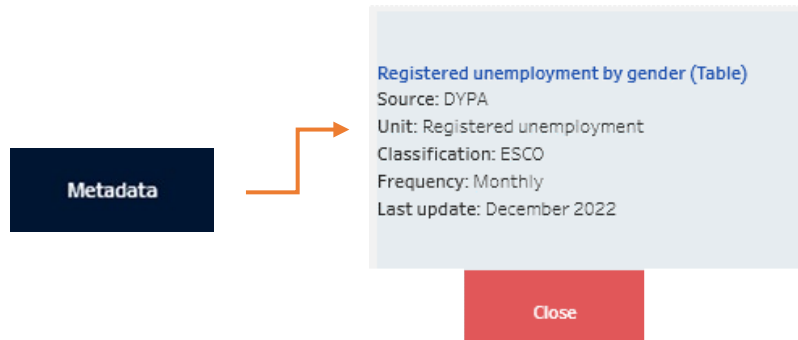 Metadata
Registered unemployment by gender (Table)
Source: DYPA
Unit: Registered unemployment
Classification: ESCO
Frequency: Monthly
Last update: December 2022
Close